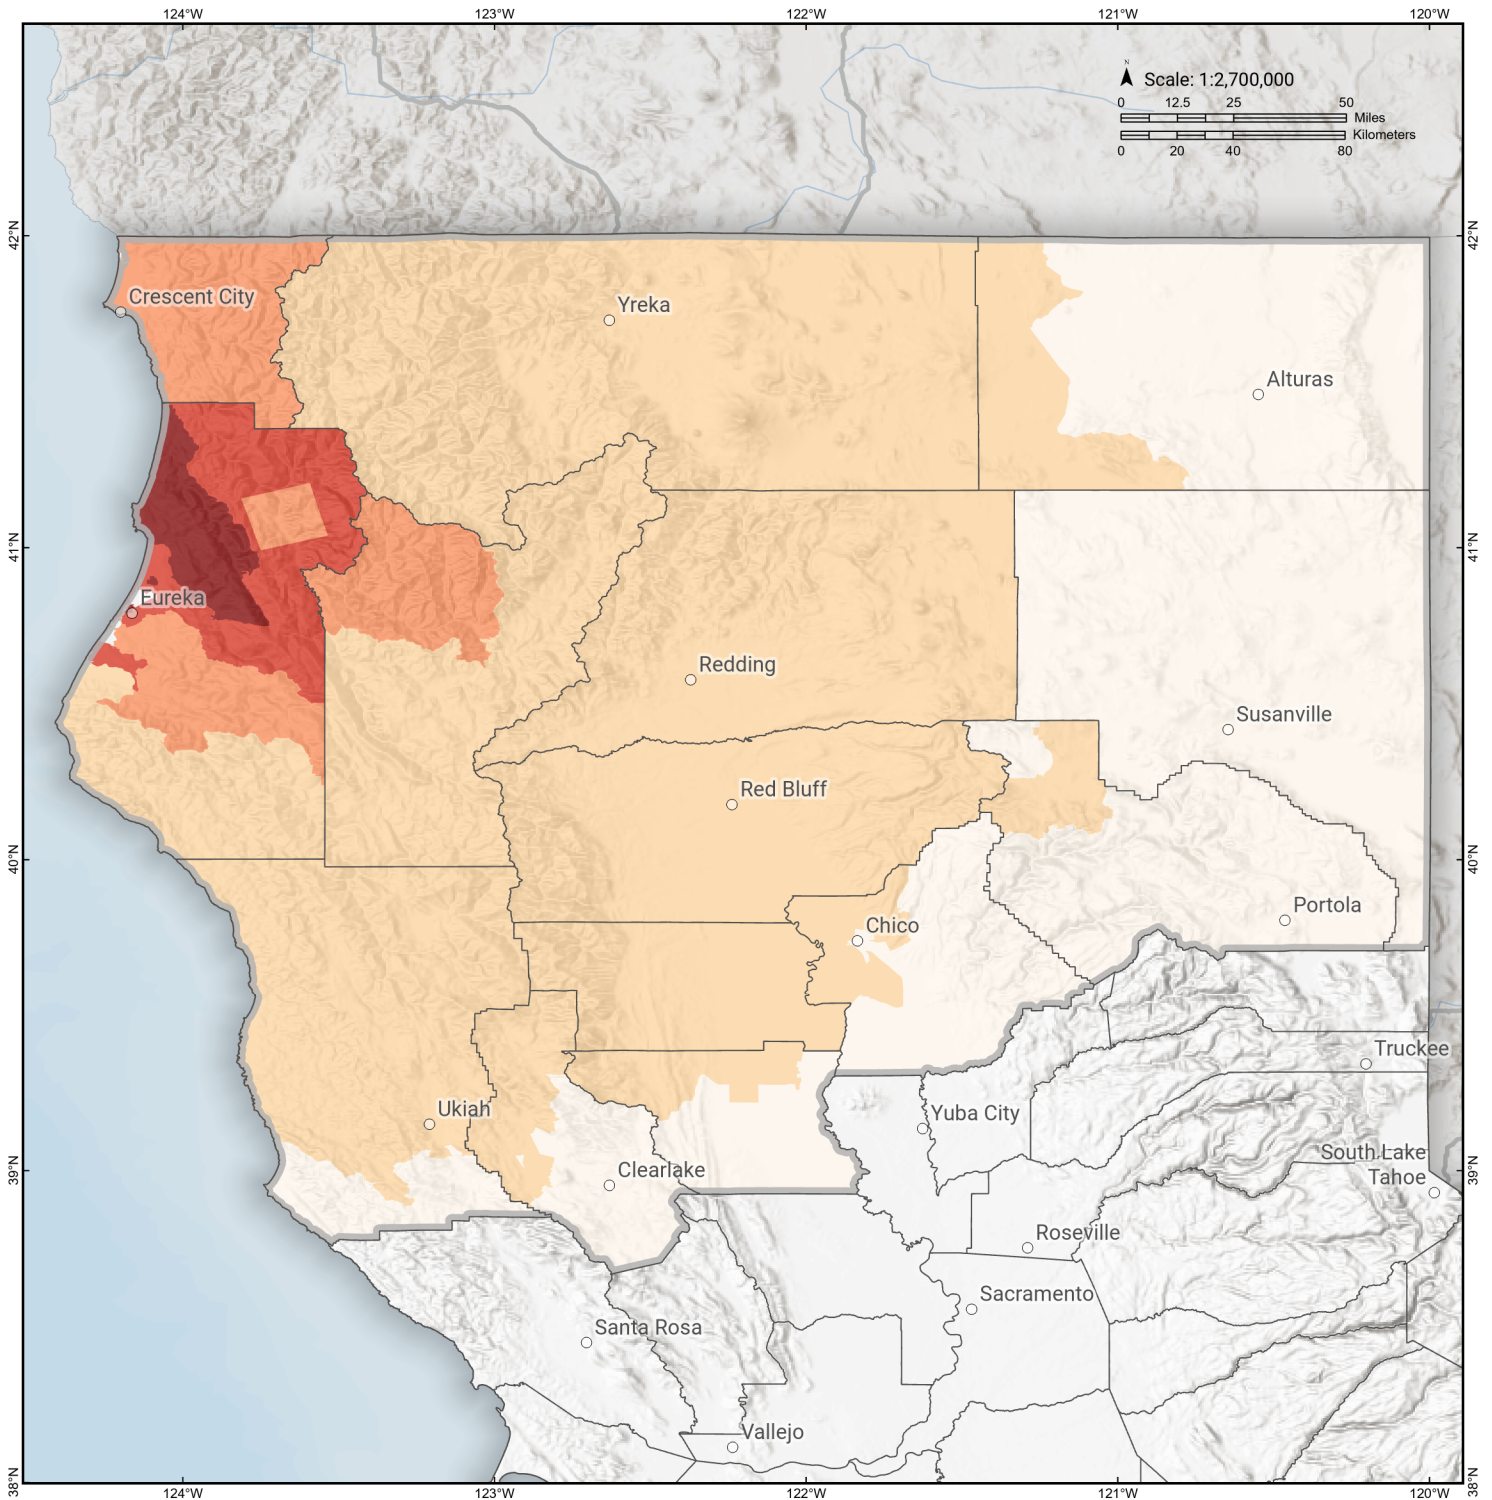 124°W
123°W
122°W
121°W
120°W
N
Scale: 1:2,700,000
0 12.5 25 50
Miles
Kilometers
0 20 40 80
42°N
42°N
Crescent City
Yreka
Alturas
41°N
41°N
Eureka
Redding
Susanville
Red Bluff
40°N
40°N
Portola
Chico
Truckee
Ukiah
Yuba City
39°N
39°N
South Lake
Tahoe
Clearlake
Roseville
Sacramento
Santa Rosa
Vallejo
38°N
38°N
124°W
123°W
122°W
121°W
120°W